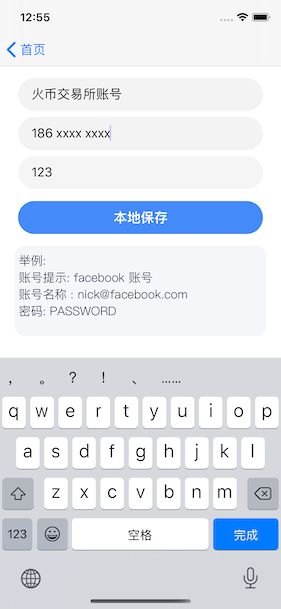 12:55
首页
火币交易所账号
186 xxxx xxxx
123
本地保存
举例:
账号提示: facebook 账号
账号名称 : nick@facebook.com
密码: PASSWORD
， 。 ？ ！ 、 ……
q w e r t y u i o p
a s d f g h j k l
z x c v b n m
123 空格 完成